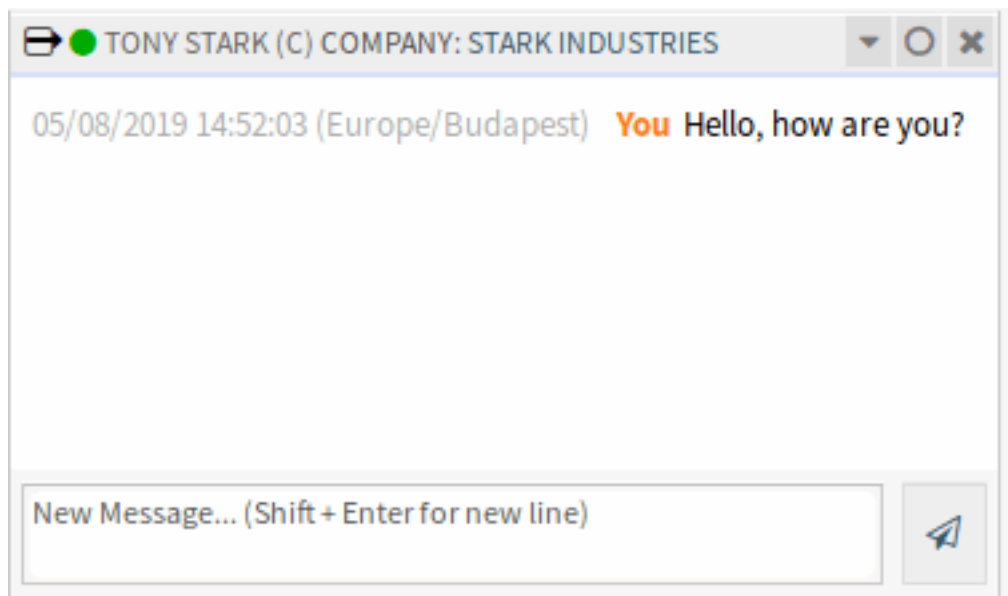 TONY STARK (C) COMPANY: STARK INDUSTRIES
05/08/2019 14:52:03 (Europe/Budapest) You Hello, how are you?
New Message... (Shift + Enter for new line)